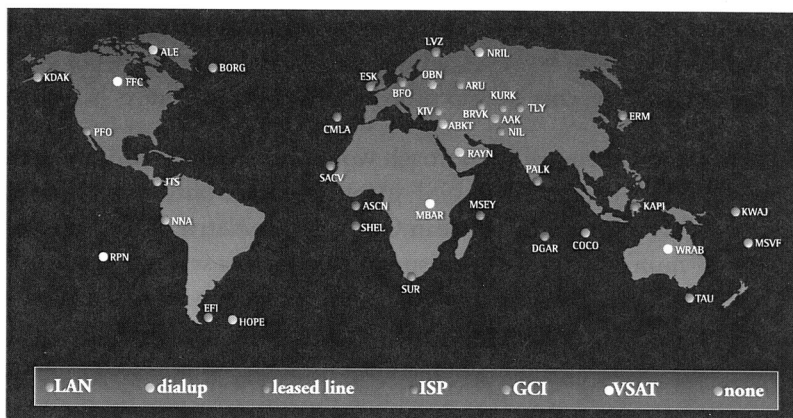 LVZ
ALE
NRIL
BORG
KDAK
FFC
ESK
OBN
ARU
BFO
KURK
KIV
BRVK
TLY
ERM
PFO
CMLA
ABKT
AAK
NIL
RAYN
SACV
PALK
JTS
ASCN
MSEY
KAPI
KWAJ
NNA
MBAR
SHEL
DGAR
COCO
MSVF
RPN
WRAB
SUR
TAU
EFI
HOPE
LAN dialup leased line ISP GCI VSAT none